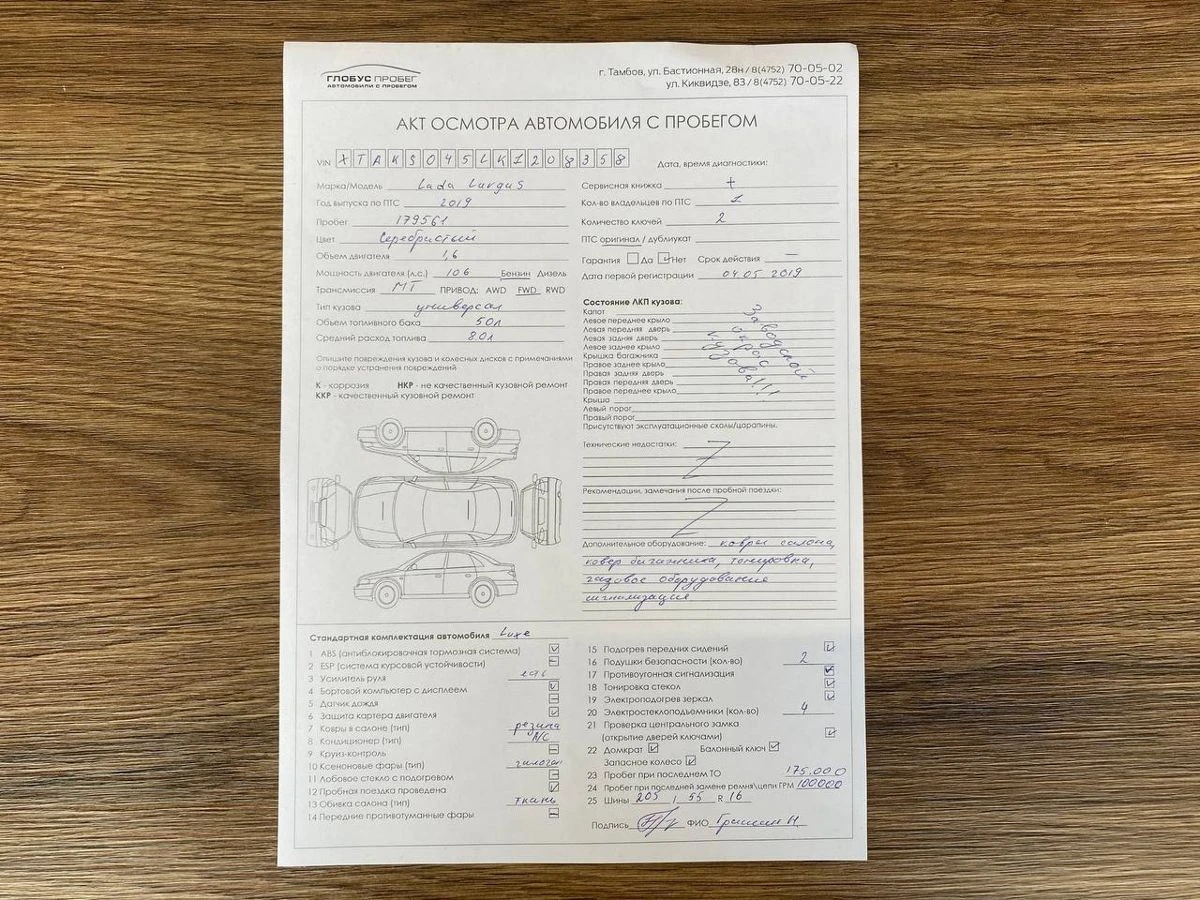 ГЛОБУС ПРОБЕГ
АВТОМОБИЛИ С ПРОБЕГОМ
г. Тамбов, ул. Бастионная, 28н / 8(4752) 70-05-02
ул. Киквидзе, 83 / 8(4752) 70-05-22
АКТ ОСМОТРА АВТОМОБИЛЯ С ПРОБЕГОМ
VIN XTAKS045LK1208358
Дата, время диагностики:
Марка/Модель Lada Largus
Год выпуска по ПТС 2019
Пробег 179561
Цвет Серебристый
Объем двигателя 1,6
Мощность двигателя (л.с.) 106 Бензин Дизель
Трансмиссия МТ ПРИВОД: AWD FWD RWD
Тип кузова универсал
Объем топливного бака 50л
Средний расход топлива 8.0л
Опишите повреждения кузова и колесных дисков с примечаниями
о порядке устранения повреждений
К - коррозия НКР - не качественный кузовной ремонт
ККР - качественный кузовной ремонт
Сервисная книжка +
Кол-во владельцев по ПТС 1
Количество ключей 2
ПТС оригинал / дубликат
Гарантия Да Нет Срок действия —
Дата первой регистрации 04.05 2019
Состояние ЛКП кузова:
Капот
Левое переднее крыло
Левая передняя дверь
Левая задняя дверь
Левое заднее крыло
Крышка багажника
Правое заднее крыло
Правая задняя дверь
Правая передняя дверь
Правое переднее крыло
Крыша
Левый порог
Правый порог
Заводской
окрас
кузова!!!
Присутствуют эксплуатационные сколы/царапины.
Технические недостатки: Z
Рекомендации, замечания после пробной поездки: Z
Дополнительное оборудование: ковры салона,
ковер багажника, тонировка,
газовое оборудование
сигнализация
Стандартная комплектация автомобиля Luxe
1 ABS (антиблокировочная тормозная система)
2 ESP (система курсовой устойчивости)
3 Усилитель руля
4 Бортовой компьютер с дисплеем
5 Датчик дождя
6 Защита картера двигателя
7 Ковры в салоне (тип) резина
8 Кондиционер (тип) A/C
9 Круиз-контроль
10 Ксеноновые фары (тип) галоген
11 Лобовое стекло с подогревом
12 Пробная поездка проведена
13 Обивка салона (тип) ткань
14 Передние противотуманные фары
15 Подогрев передних сидений
16 Подушки безопасности (кол-во) 2
17 Противоугонная сигнализация
18 Тонировка стекол
19 Электроподогрев зеркал
20 Электростеклоподъемники (кол-во) 4
21 Проверка центрального замка
(открытие дверей ключами)
22 Домкрат Балонный ключ
Запасное колесо
23 Пробег при последнем ТО 175.000
24 Пробег при последней замене ремня\цепи ГРМ 100000
25 Шины 205 / 55 R 16
Подпись ФИО Гришин Н.